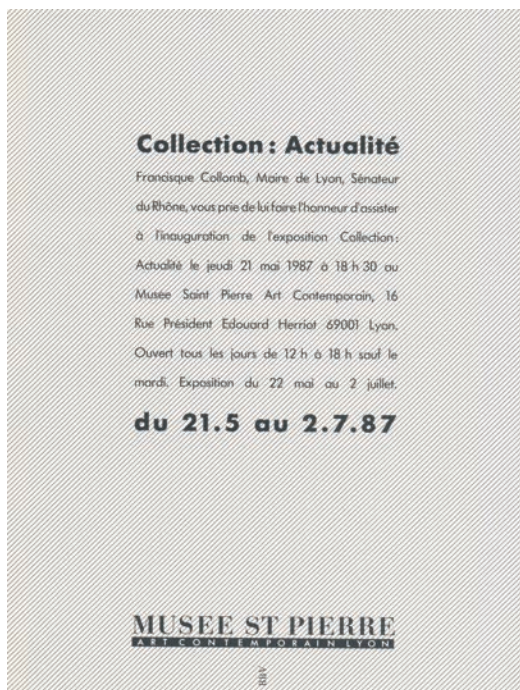 Collection : Actualité
Francisque Collomb, Maire de Lyon, Sénateur
du Rhône, vous prie de lui faire l'honneur d'assister
à l'inauguration de l'exposition Collection :
Actualité le jeudi 21 mai 1987 à 18 h 30 au
Musée Saint Pierre Art Contemporain, 16
Rue Président Edouard Herriot 69001 Lyon.
Ouvert tous les jours de 12 h à 18 h sauf le
mardi. Exposition du 22 mai au 2 juillet.
du 21.5 au 2.7.87
MUSEE ST PIERRE
ART CONTEMPORAIN LYON
BBV